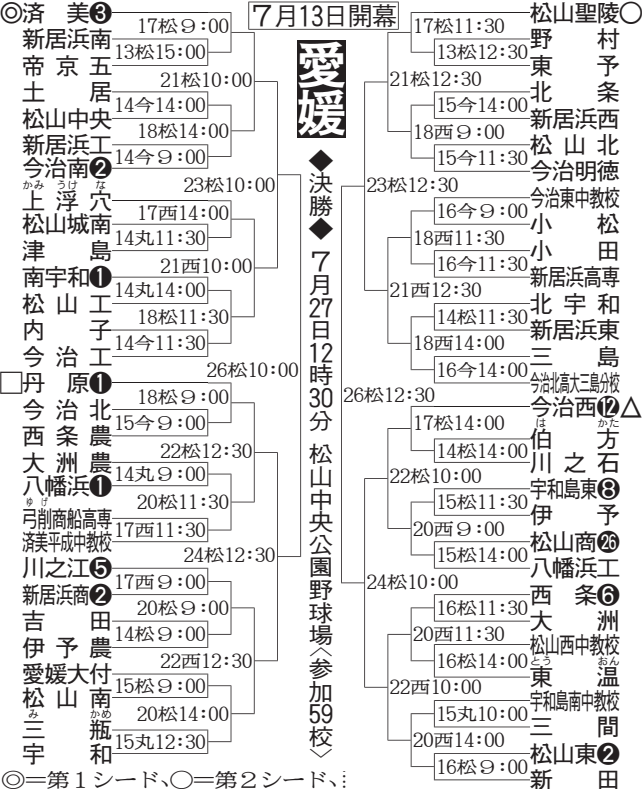 7月13日開幕
愛媛
◆決勝◆ 7月27日12時30分 松山中央公園野球場〈参加59校〉
◎済美❸
新居浜南
帝京五
土居
松山中央
新居浜工
今治南❷
上浮穴
かみ うけ な
松山城南
津島
南宇和❶
松山工
内子
今治工
□丹原❶
今治北
西条農
大洲農
八幡浜❶
弓削商船高専
ゆげ
済美平成中教校
川之江❺
新居浜商❷
吉田
伊予農
愛媛大付
松山南
三瓶
み かめ
宇和
17松9:00
13松15:00
21松10:00
14今14:00
18松14:00
14今9:00
23松10:00
17西14:00
14丸11:30
21西10:00
14丸14:00
18松11:30
14今11:30
26松10:00
18松9:00
15今9:00
22松12:30
14丸9:00
20松11:30
17西11:30
24松12:30
17西9:00
20松9:00
14松9:00
22西12:30
15松9:00
20松14:00
15丸12:30
松山聖陵○
野村
東予
北条
新居浜西
松山北
今治明徳
今治東中教校
小松
小田
新居浜高専
北宇和
新居浜東
三島
今治北高大三島分校
今治西⓬△
伯方
は かた
川之石
宇和島東❽
伊予
松山商㉖
八幡浜工
西条❻
大洲
松山西中教校
東温
とう おん
宇和島南中教校
三間
松山東❷
新田
17松11:30
13松12:30
21松12:30
15今14:00
18西9:00
15今11:30
23松12:30
16今9:00
18西11:30
16今11:30
21西12:30
14松11:30
18西14:00
16今14:00
26松12:30
17松14:00
14松14:00
22松10:00
15松11:30
20西9:00
15松14:00
24松10:00
16松11:30
20西11:30
16松14:00
22西10:00
15丸10:00
20西14:00
16松9:00
◎=第1シード、○=第2シード、